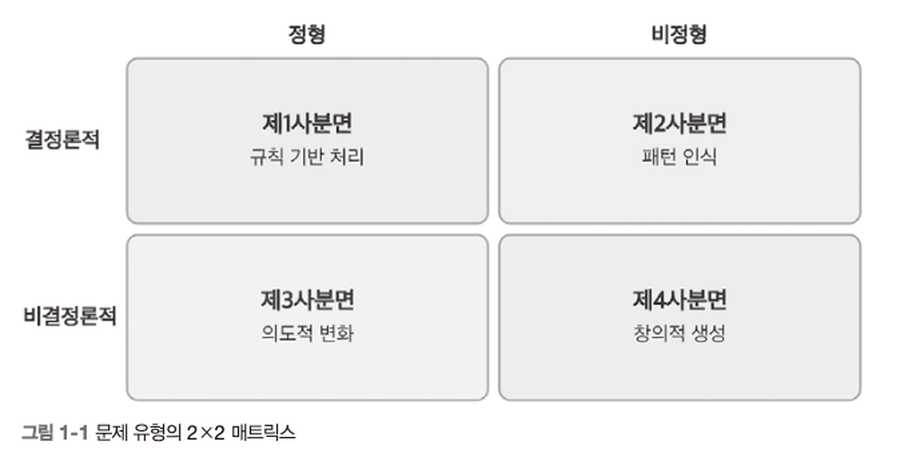 정형
비정형
결정론적
제1사분면
규칙 기반 처리
제2사분면
패턴 인식
비결정론적
제3사분면
의도적 변화
제4사분면
창의적 생성
그림 1-1 문제 유형의 2×2 매트릭스